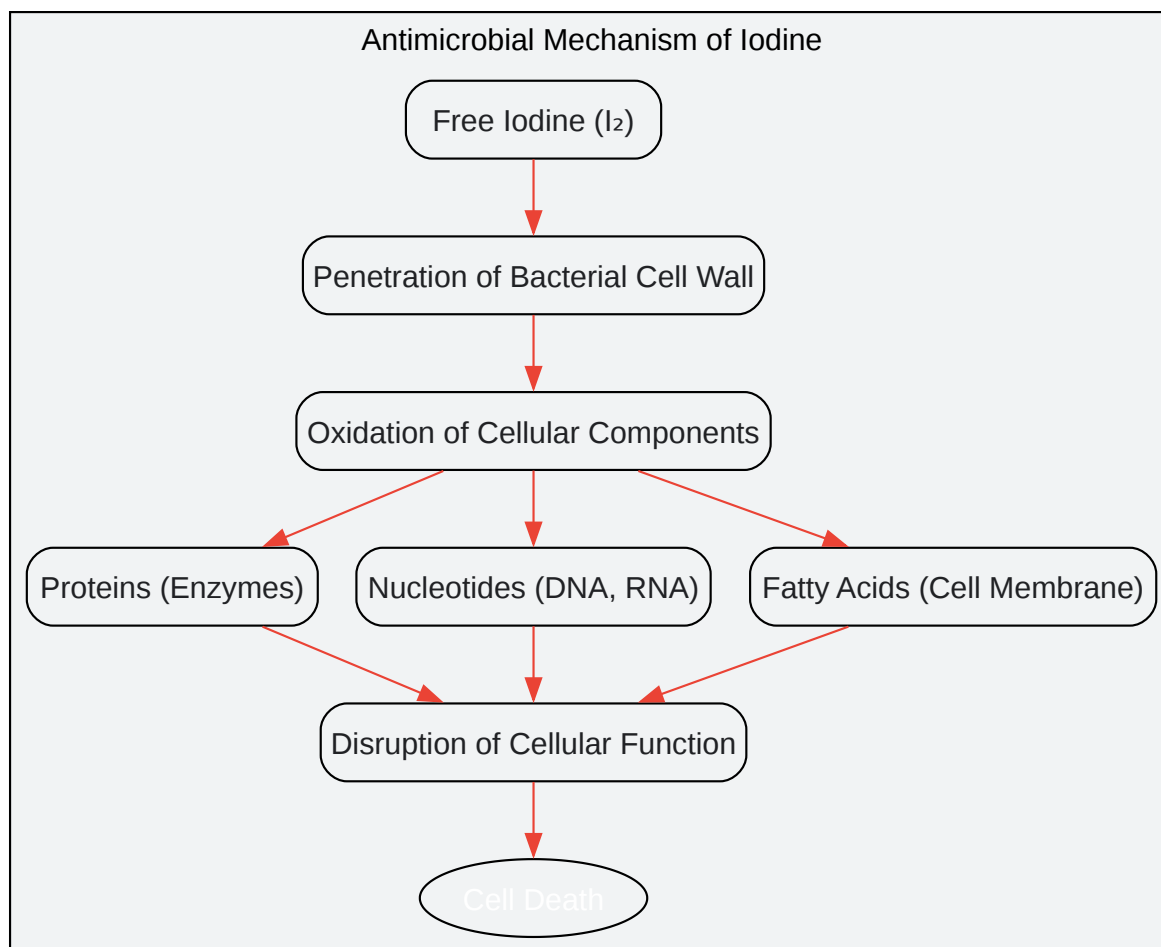 Antimicrobial Mechanism of Iodine
Free Iodine (I₂)
Penetration of Bacterial Cell Wall
Oxidation of Cellular Components
Proteins (Enzymes)
Nucleotides (DNA, RNA)
Fatty Acids (Cell Membrane)
Disruption of Cellular Function
Cell Death